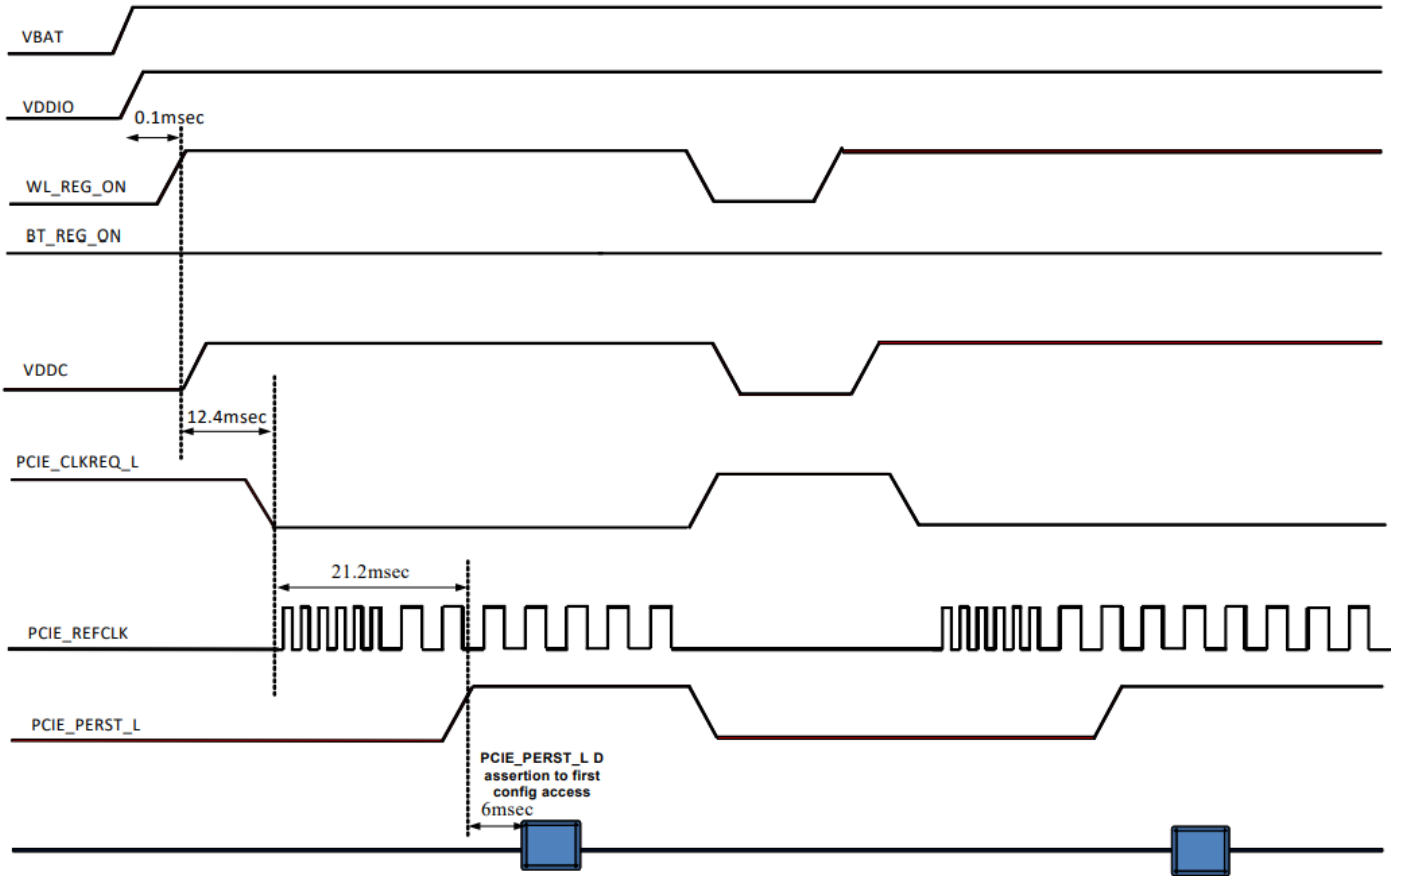 VBAT
VDDIO
0.1msec
WL_REG_ON
BT_REG_ON
VDDC
12.4msec
PCIE_CLKREQ_L
21.2msec
PCIE_REFCLK
PCIE_PERST_L
PCIE_PERST_L D
assertion to first
config access
6msec